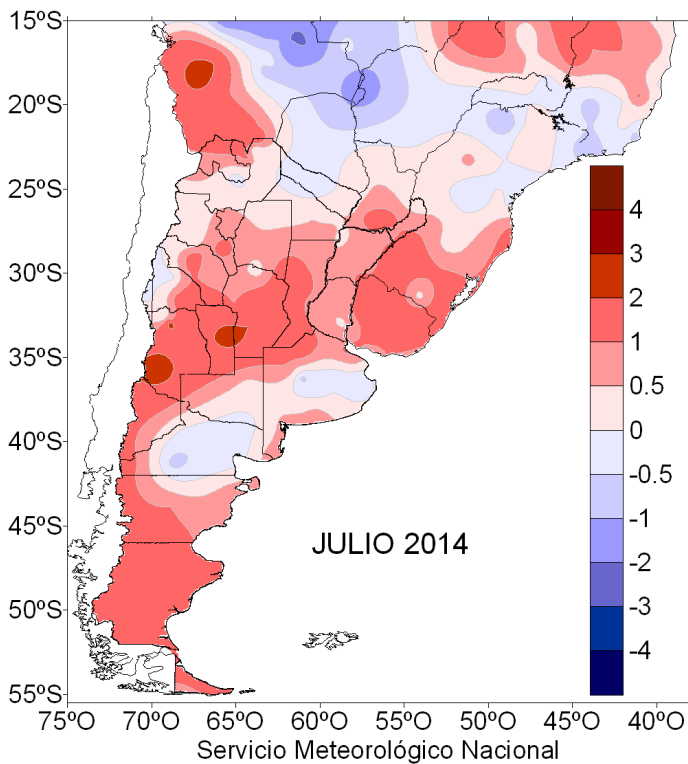 15ºS
20ºS
25ºS
30ºS
35ºS
40ºS
45ºS
50ºS
55ºS
4
3
2
1
0.5
0
-0.5
-1
-2
-3
-4
JULIO 2014
75ºO 70ºO 65ºO 60ºO 55ºO 50ºO 45ºO 40ºO
Servicio Meteorológico Nacional